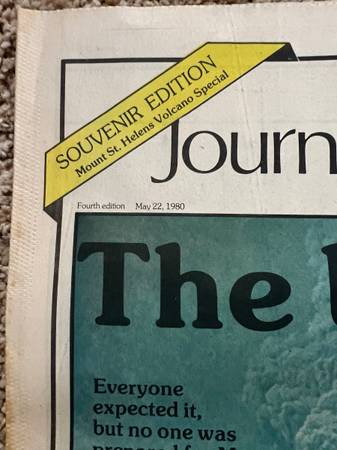 SOUVENIR EDITION
Mount St. Helens Volcano Special
Journ
Fourth edition May 22, 1980
The
Everyone
expected it,
but no one was